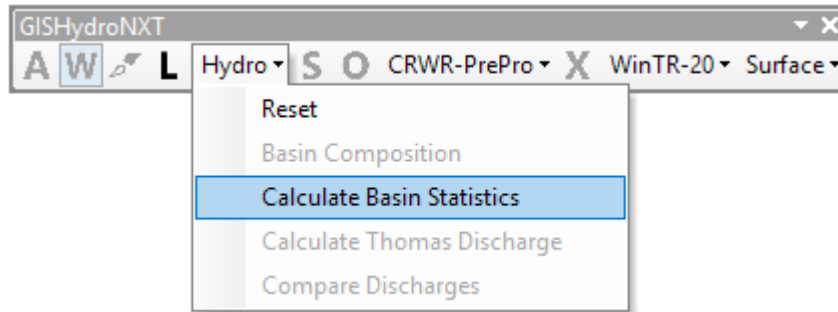 GISHydroNXT
A W L Hydro S O CRWR-PrePro X WinTR-20 Surface
Reset
Basin Composition
Calculate Basin Statistics
Calculate Thomas Discharge
Compare Discharges